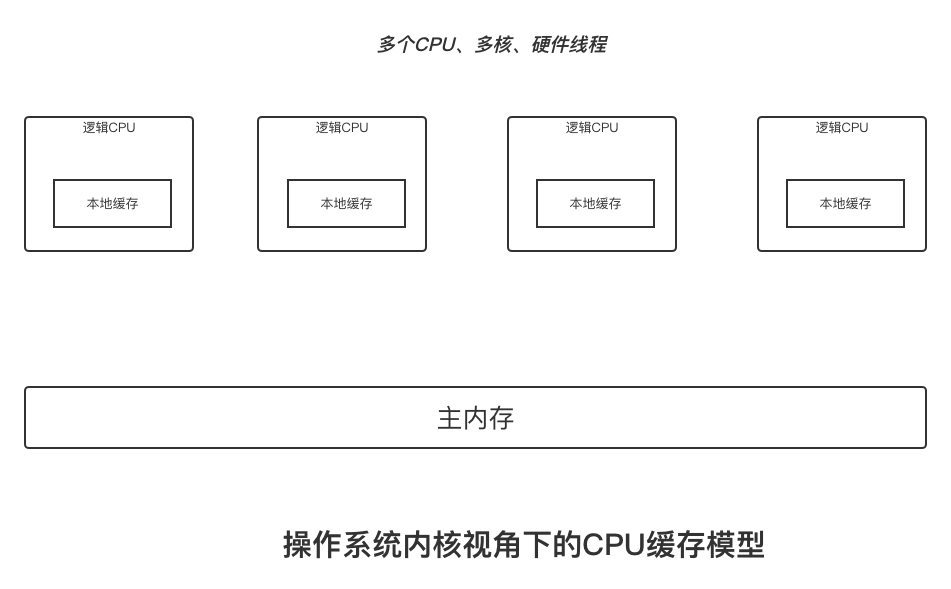 多个CPU、多核、硬件线程
逻辑CPU
逻辑CPU
逻辑CPU
逻辑CPU
本地缓存
本地缓存
本地缓存
本地缓存
主内存
操作系统内核视角下的CPU缓存模型